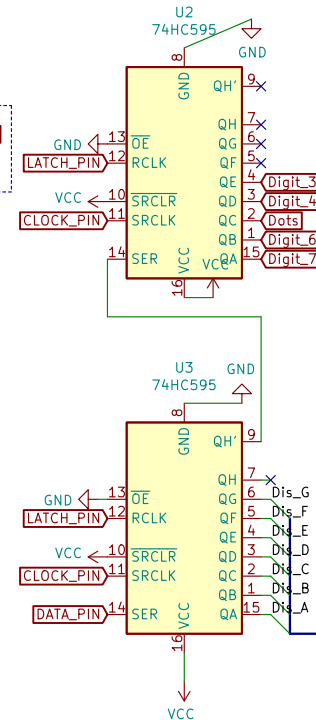 U2
74HC595
8
GND
GND
QH' 9
QH 7
GND 13 OE QG 6
LATCH_PIN 12 RCLK QF 5
QE 4 Digit_3
VCC 10 SRCLR QD 3 Digit_4
CLOCK_PIN 11 SRCLK QC 2 Dots
QB 1 Digit_6
14 SER VCC VCC QA 15 Digit_7
16
U3
74HC595
GND
8
GND
QH' 9
QH 7
GND 13 OE QG 6 Dis_G
LATCH_PIN 12 RCLK QF 5 Dis_F
QE 4 Dis_E
VCC 10 SRCLR QD 3 Dis_D
CLOCK_PIN 11 SRCLK QC 2 Dis_C
QB 1 Dis_B
DATA_PIN 14 SER VCC QA 15 Dis_A
16
VCC